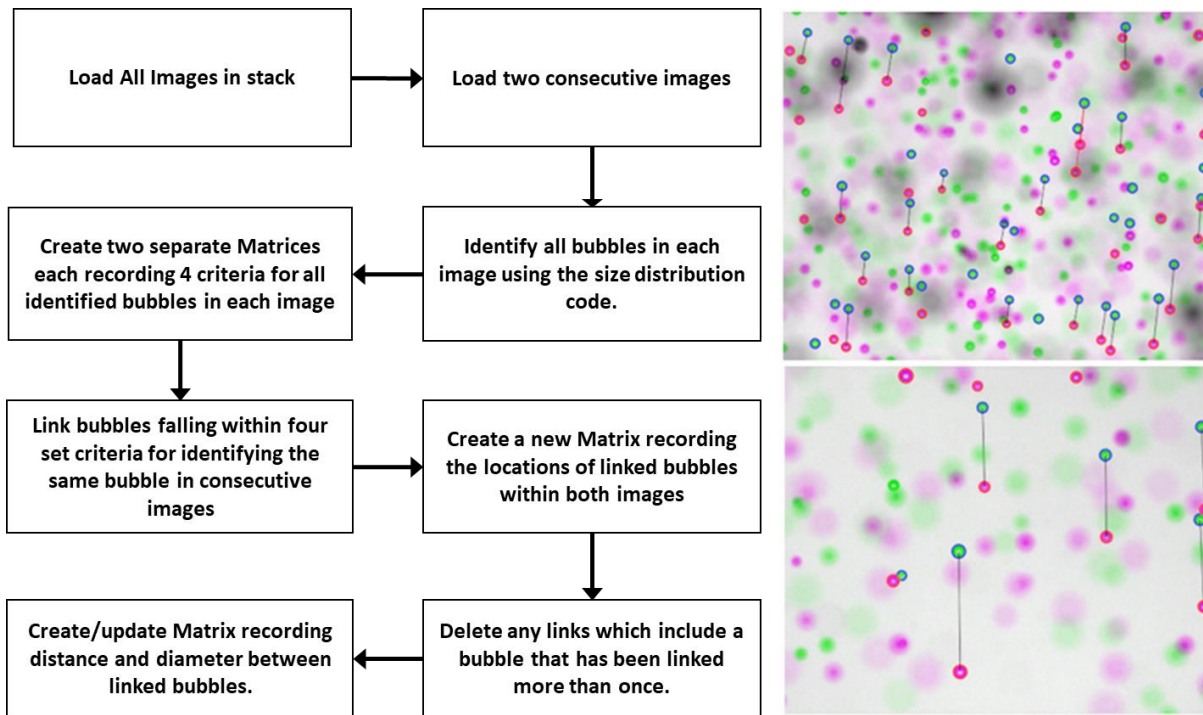 Load All Images in stack
Load two consecutive images
Identify all bubbles in each
image using the size distribution
code.
Create two separate Matrices
each recording 4 criteria for all
identified bubbles in each image
Link bubbles falling within four
set criteria for identifying the
same bubble in consecutive
images
Create a new Matrix recording
the locations of linked bubbles
within both images
Delete any links which include a
bubble that has been linked
more than once.
Create/update Matrix recording
distance and diameter between
linked bubbles.